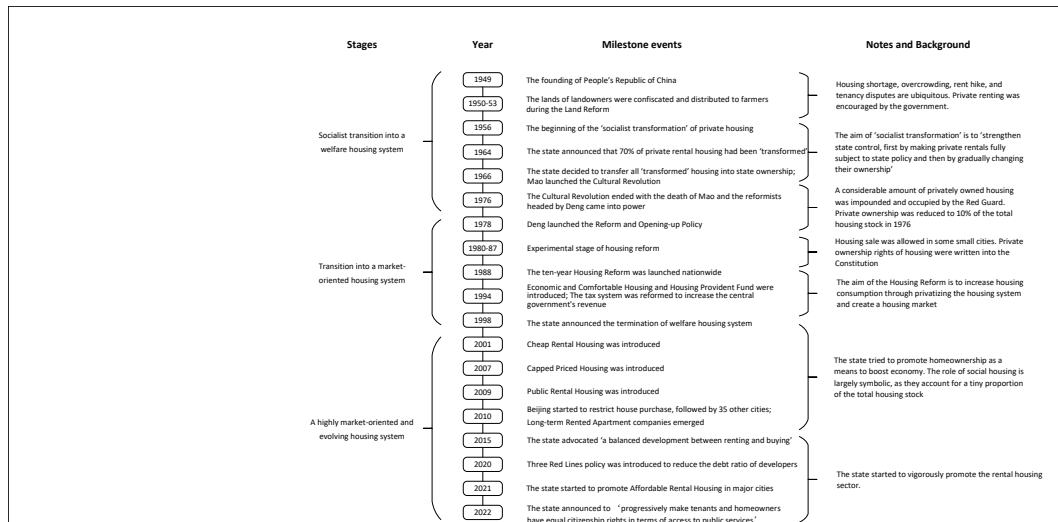 Stages Year Milestone events Notes and Background
1949 The founding of People's Republic of China
1950-53 The lands of landowners were confiscated and distributed to farmers
during the Land Reform
Housing shortage, overcrowding, rent hike, and
tenancy disputes are ubiquitous. Private renting was
encouraged by the government.
Socialist transition into a
welfare housing system
1956 The beginning of the 'socialist transformation' of private housing
1964 The state announced that 70% of private rental housing had been 'transformed'
1966 The state decided to transfer all 'transformed' housing into state ownership;
Mao launched the Cultural Revolution
The aim of 'socialist transformation' is to 'strengthen
state control, first by making private rentals fully
subject to state policy and then by gradually changing
their ownership'
1976 The Cultural Revolution ended with the death of Mao and the reformists
headed by Deng came into power
A considerable amount of privately owned housing
was impounded and occupied by the Red Guard.
Private ownership was reduced to 10% of the total
housing stock in 1976
1978 Deng launched the Reform and Opening-up Policy
1980-87 Experimental stage of housing reform
Housing sale was allowed in some small cities. Private
ownership rights of housing were written into the
Constitution
Transition into a market-
oriented housing system
1988 The ten-year Housing Reform was launched nationwide
1994 Economic and Comfortable Housing and Housing Provident Fund were
introduced; The tax system was reformed to increase the central
government's revenue
The aim of the Housing Reform is to increase housing
consumption through privatizing the housing system
and create a housing market
1998 The state announced the termination of welfare housing system
2001 Cheap Rental Housing was introduced
2007 Capped Priced Housing was introduced
2009 Public Rental Housing was introduced
2010 Beijing started to restrict house purchase, followed by 35 other cities;
Long-term Rented Apartment companies emerged
The state tried to promote homeownership as a
means to boost economy. The role of social housing is
largely symbolic, as they account for a tiny proportion
of the total housing stock
A highly market-oriented and
evolving housing system
2015 The state advocated 'a balanced development between renting and buying'
2020 Three Red Lines policy was introduced to reduce the debt ratio of developers
2021 The state started to promote Affordable Rental Housing in major cities
2022 The state announced to 'progressively make tenants and homeowners
have equal citizenship rights in terms of access to public services'
The state started to vigorously promote the rental housing
sector.